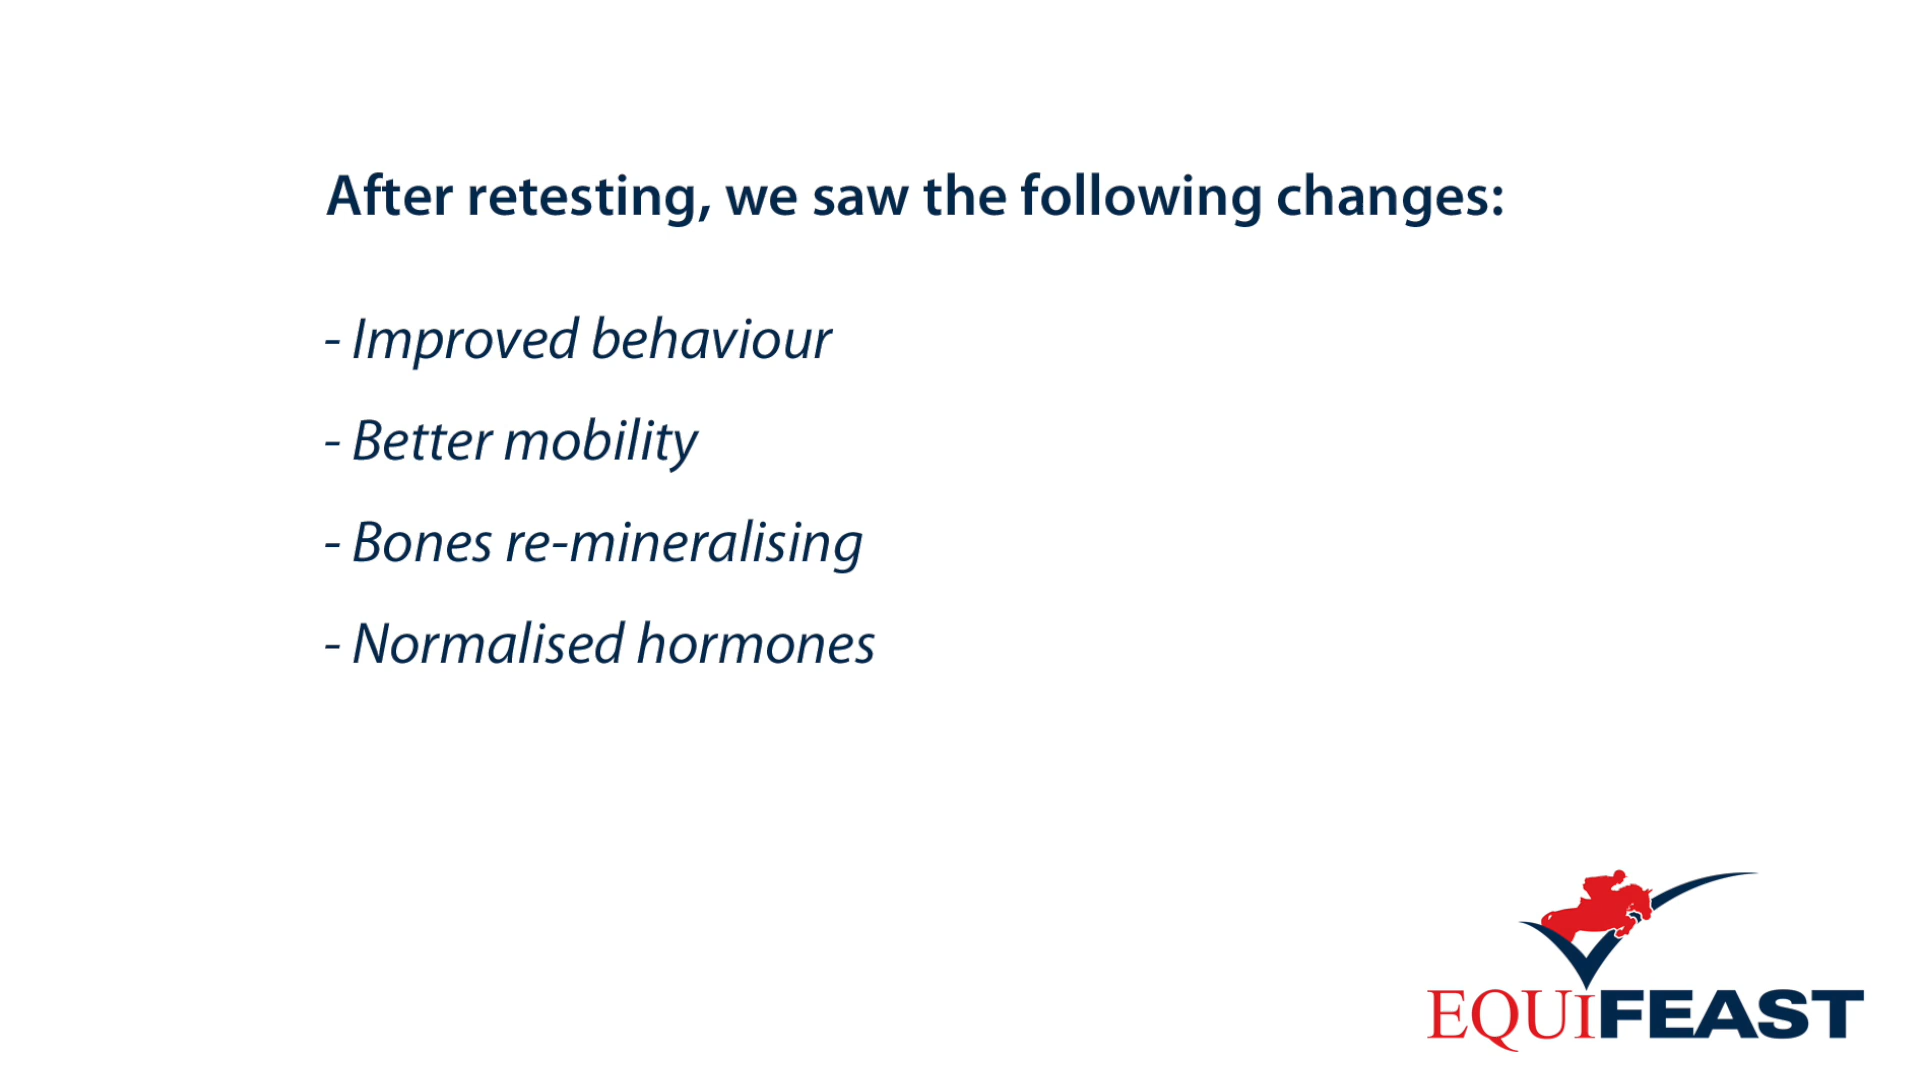 After retesting, we saw the following changes:
- Improved behaviour
- Better mobility
- Bones re-mineralising
- Normalised hormones
EQUIFEAST